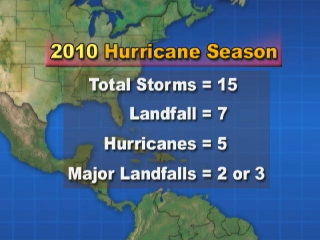 2010 Hurricane Season
Total Storms = 15
Landfall = 7
Hurricanes = 5
Major Landfalls = 2 or 3